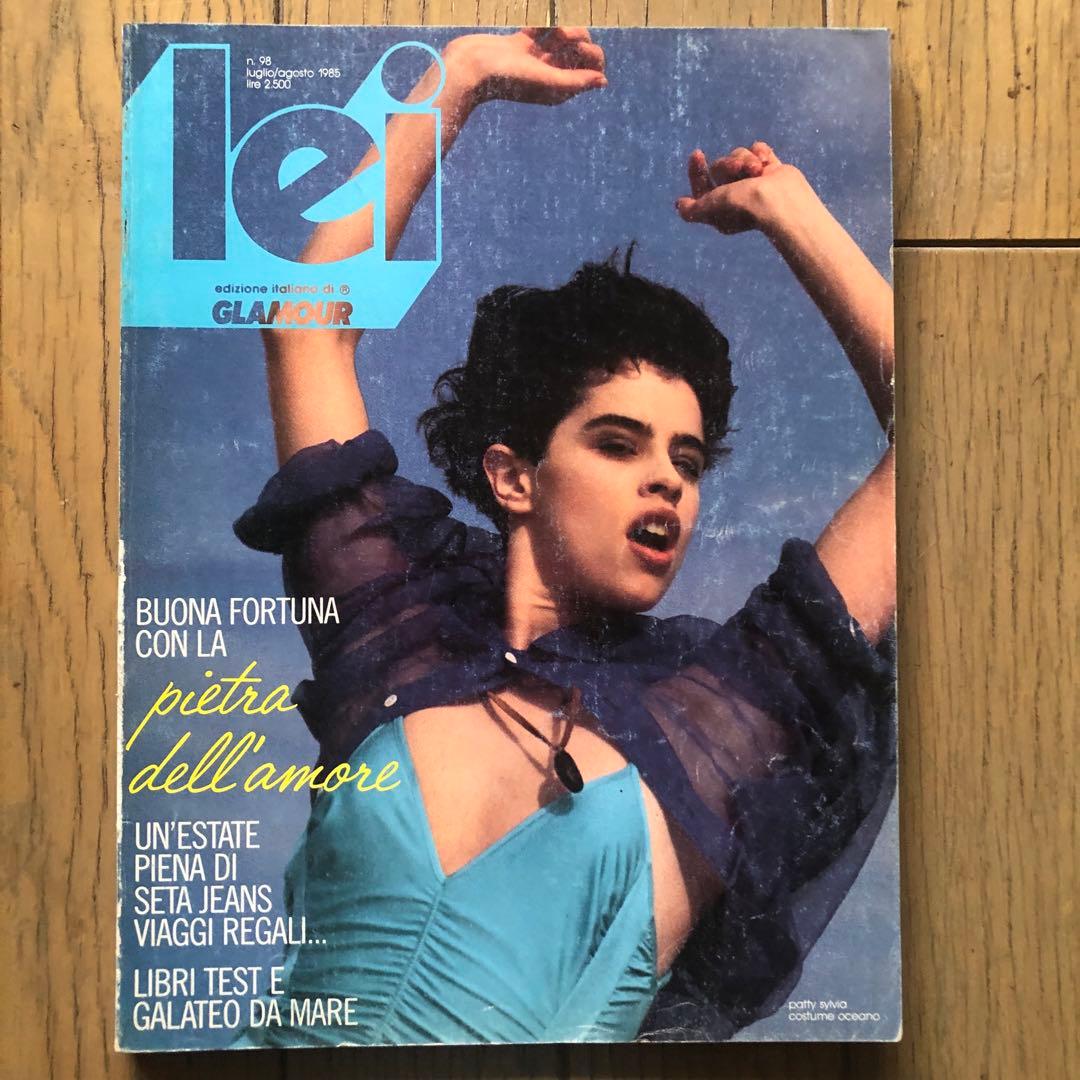 n. 98
luglio/agosto 1985
lire 2.500
lei
edizione italiana di ®
GLAMOUR
BUONA FORTUNA
CON LA
pietra
dell'amore
UN'ESTATE
PIENA DI
SETA JEANS
VIAGGI REGALI...
LIBRI TEST E
GALATEO DA MARE
patty sylvia
costume oceano